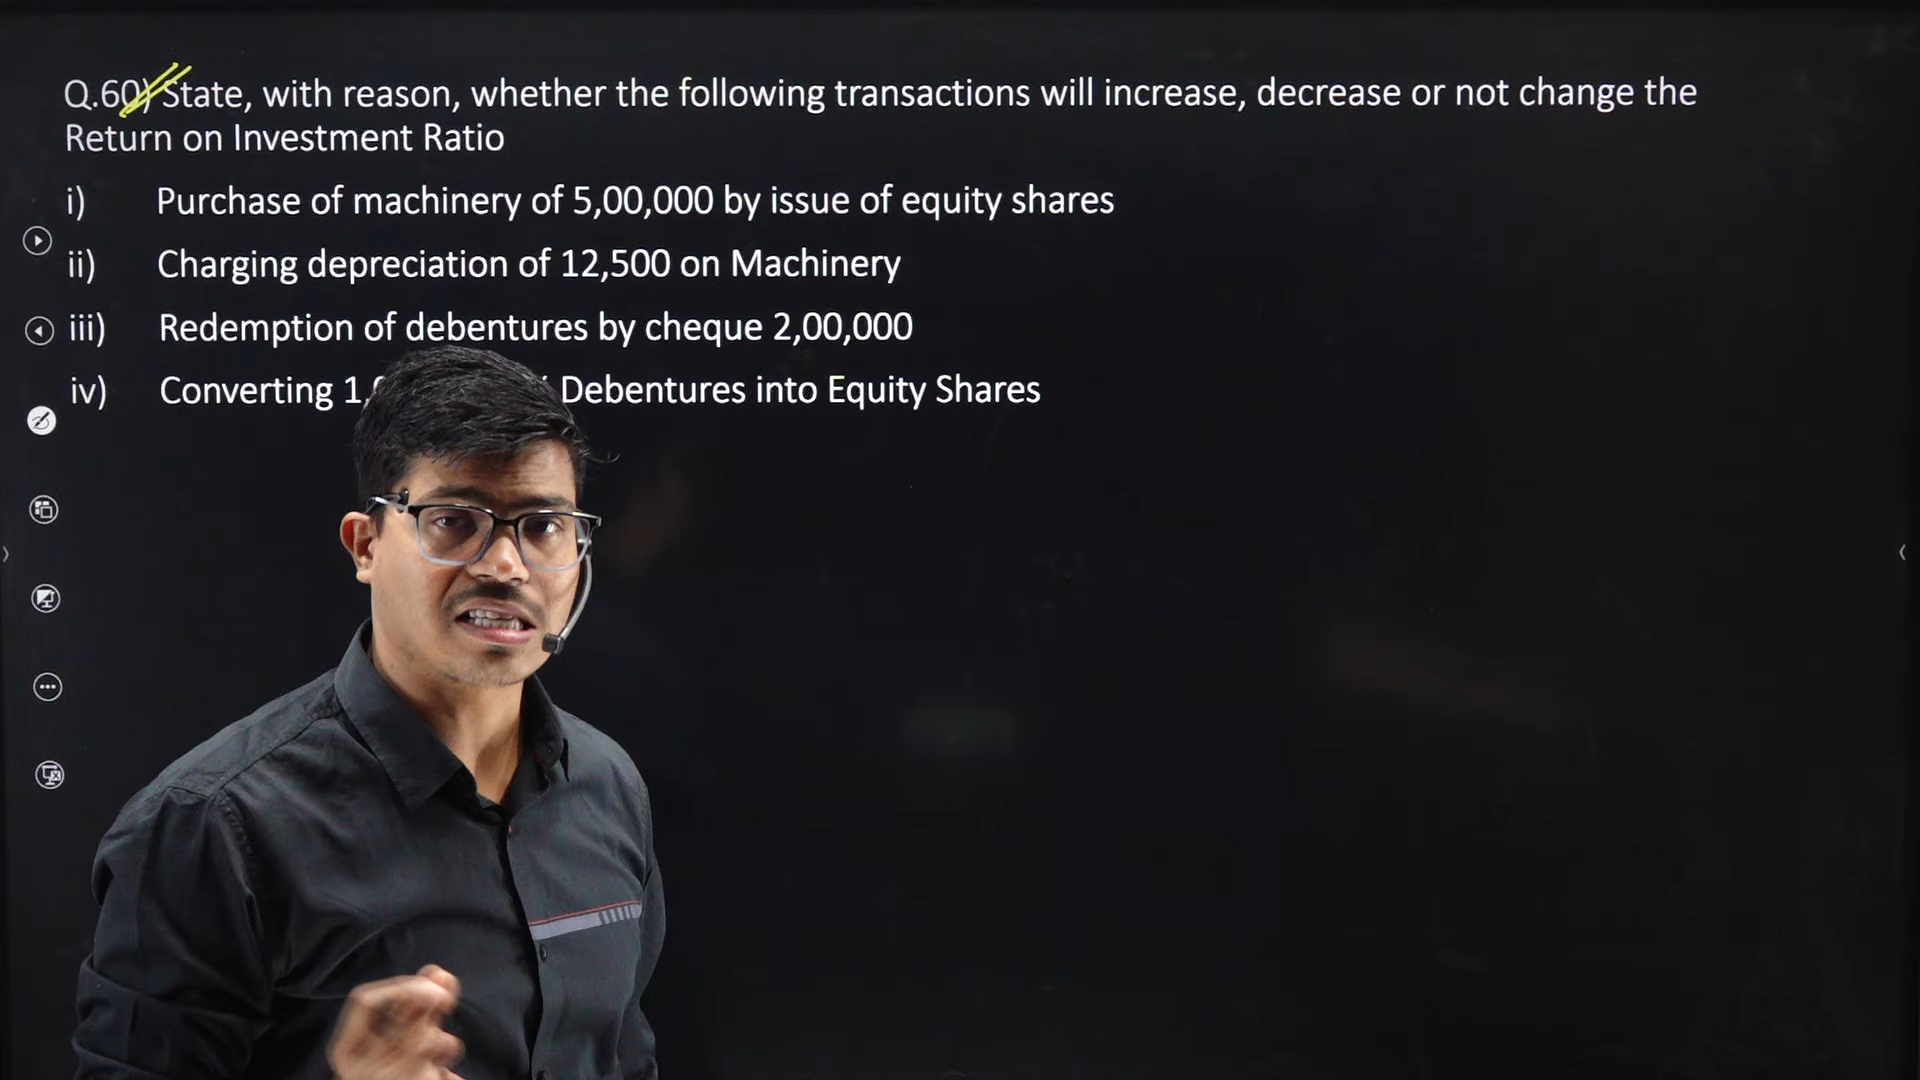 Q.60) State, with reason, whether the following transactions will increase, decrease or not change the
Return on Investment Ratio
i) Purchase of machinery of 5,00,000 by issue of equity shares
ii) Charging depreciation of 12,500 on Machinery
iii) Redemption of debentures by cheque 2,00,000
iv) Converting Debentures into Equity Shares